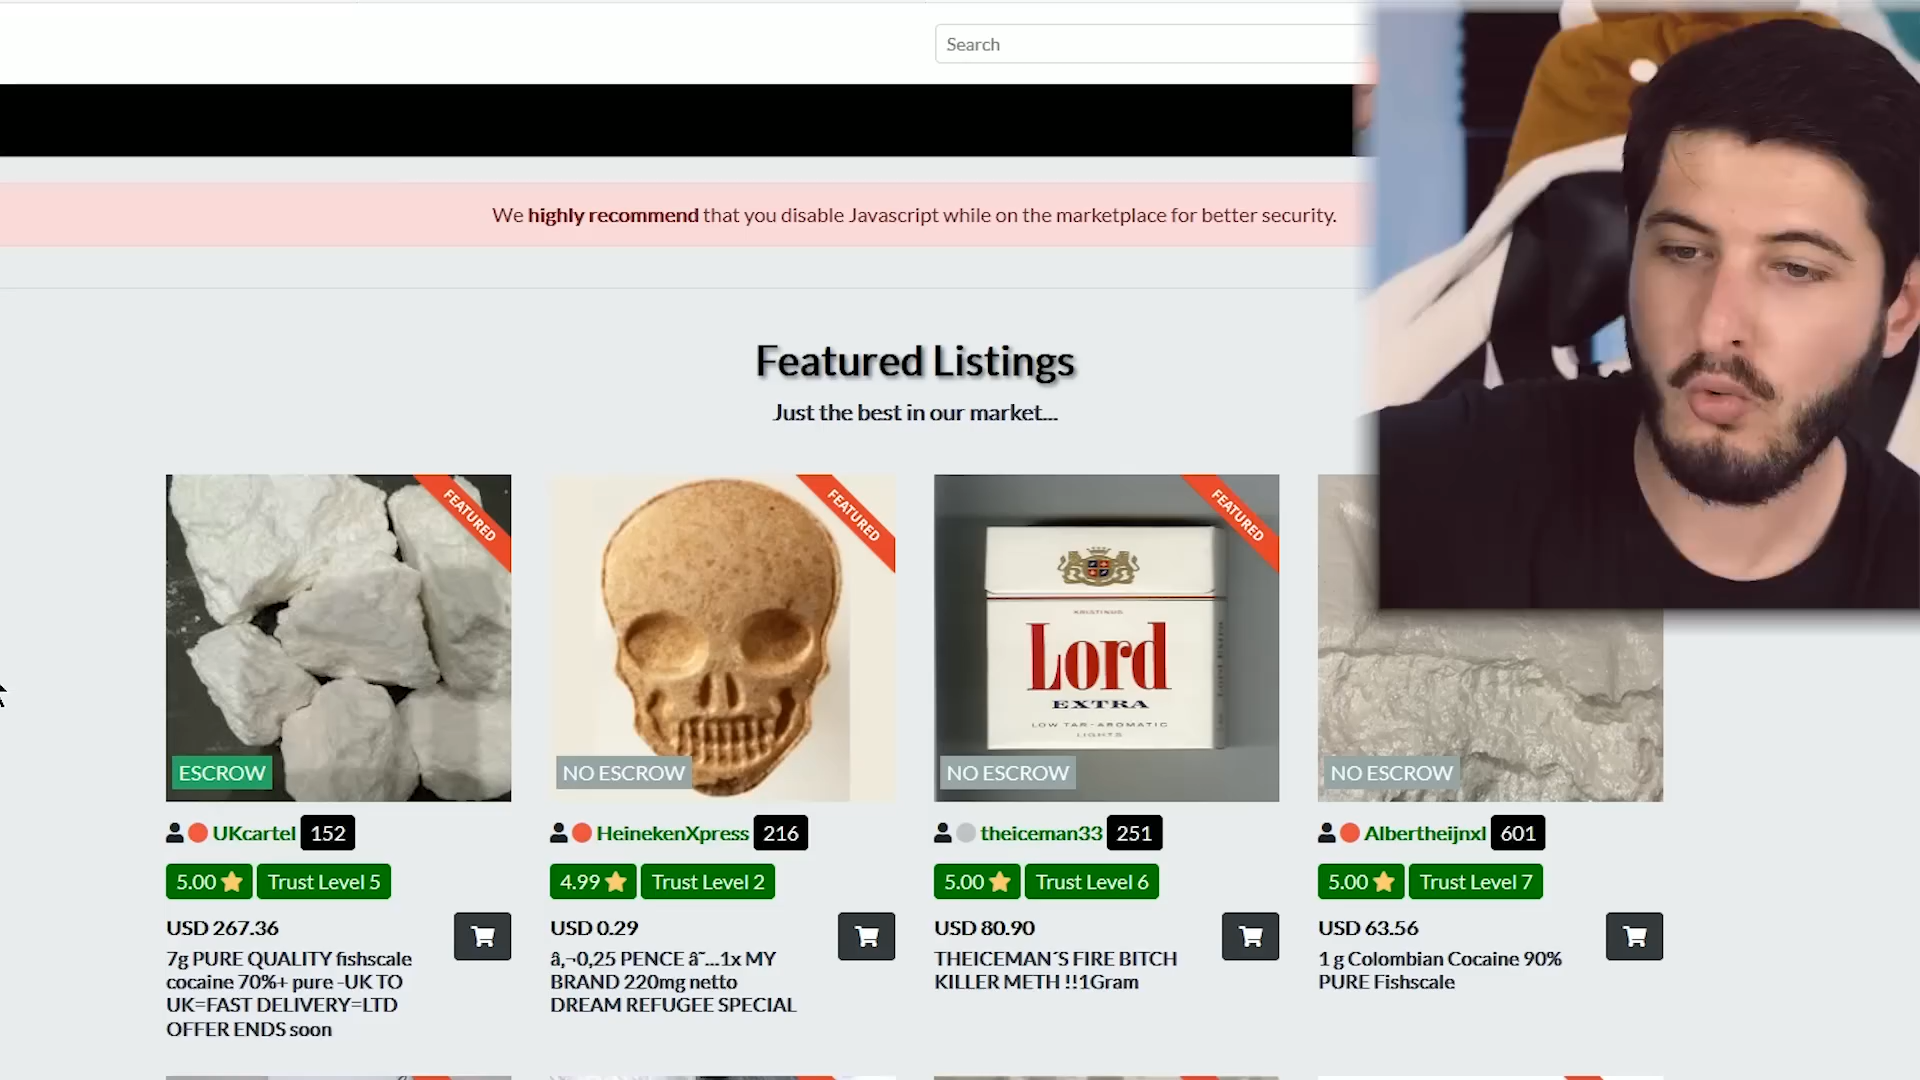 Search
We highly recommend that you disable Javascript while on the marketplace for better security.
Featured Listings
Just the best in our market...
FEATURED
ESCROW
UKcartel 152
5.00 Trust Level 5
USD 267.36
7g PURE QUALITY fishscale
cocaine 70%+ pure -UK TO
UK=FAST DELIVERY=LTD
OFFER ENDS soon
FEATURED
NO ESCROW
HeinekenXpress 216
4.99 Trust Level 2
USD 0.29
â‚¬0,25 PENCE â˜...1x MY
BRAND 220mg netto
DREAM REFUGEE SPECIAL
FEATURED
KRISTINUS
Lord
EXTRA
LOW TAR-AROMATIC
LIGHTS
NO ESCROW
theiceman33 251
5.00 Trust Level 6
USD 80.90
THEICEMAN´S FIRE BITCH
KILLER METH !!1Gram
NO ESCROW
Albertheijnxl 601
5.00 Trust Level 7
USD 63.56
1 g Colombian Cocaine 90%
PURE Fishscale